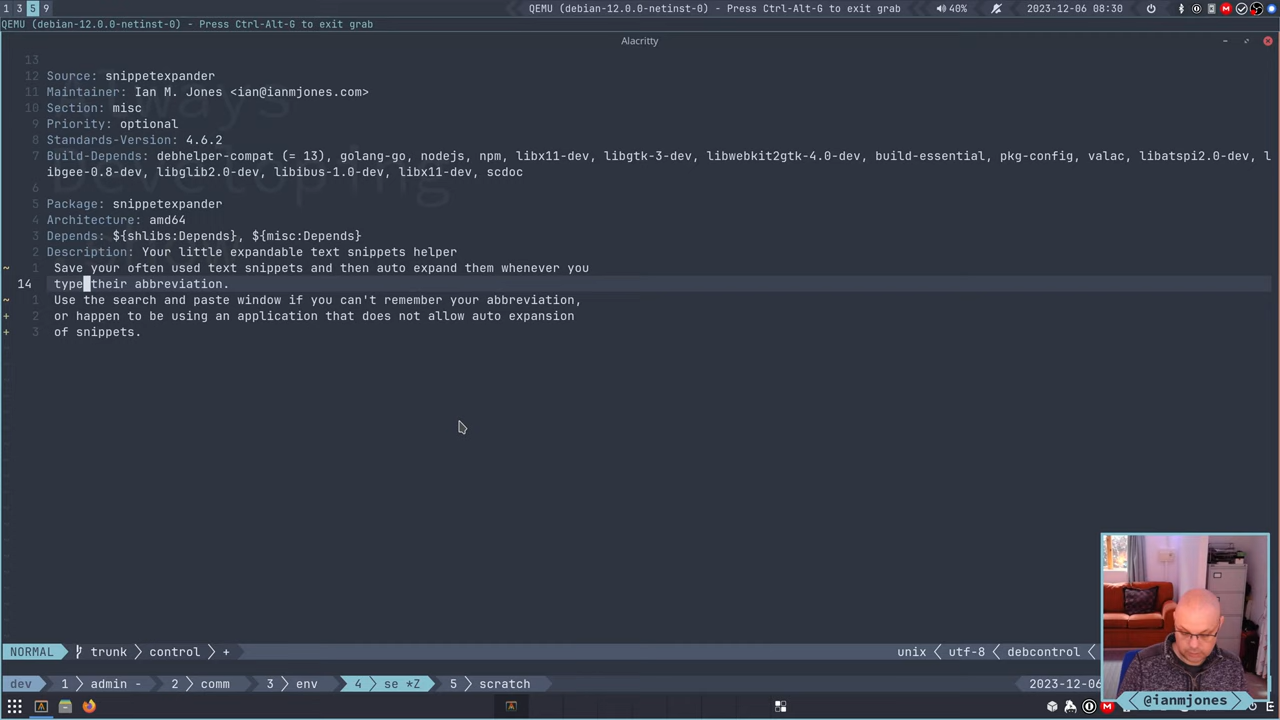 1 3 5 9
QEMU (debian-12.0.0-netinst-0) - Press Ctrl-Alt-G to exit grab
40%
2023-12-06 08:30
QEMU (debian-12.0.0-netinst-0) - Press Ctrl-Alt-G to exit grab
Alacritty
13
12 Source: snippetexpander
11 Maintainer: Ian M. Jones <ian@ianmjones.com>
10 Section: misc
9 Priority: optional
8 Standards-Version: 4.6.2
7 Build-Depends: debhelper-compat (= 13), golang-go, nodejs, npm, libx11-dev, libgtk-3-dev, libwebkit2gtk-4.0-dev, build-essential, pkg-config, valac, libatspi2.0-dev, l
ibgee-0.8-dev, libglib2.0-dev, libibus-1.0-dev, libx11-dev, scdoc
6
5 Package: snippetexpander
4 Architecture: amd64
3 Depends: ${shlibs:Depends}, ${misc:Depends}
2 Description: Your little expandable text snippets helper
~ 1 Save your often used text snippets and then auto expand them whenever you
14 type their abbreviation.
~ 1 Use the search and paste window if you can't remember your abbreviation,
+ 2 or happen to be using an application that does not allow auto expansion
+ 3 of snippets.
ways
Developing
NORMAL trunk control +
unix utf-8 debcontrol
dev 1 admin - 2 comm 3 env 4 se *Z 5 scratch
2023-12-06
@ianmjones